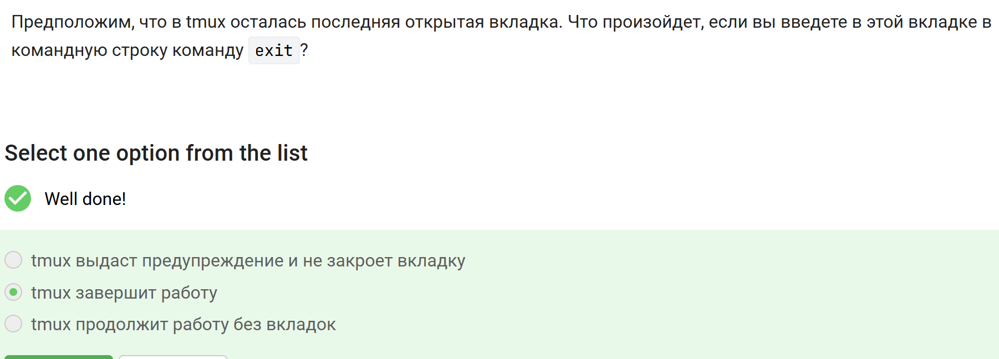 Предположим, что в tmux осталась последняя открытая вкладка. Что произойдет, если вы введете в этой вкладке в
командную строку команду exit?
Select one option from the list
Well done!
tmux выдаст предупреждение и не закроет вкладку
tmux завершит работу
tmux продолжит работу без вкладок